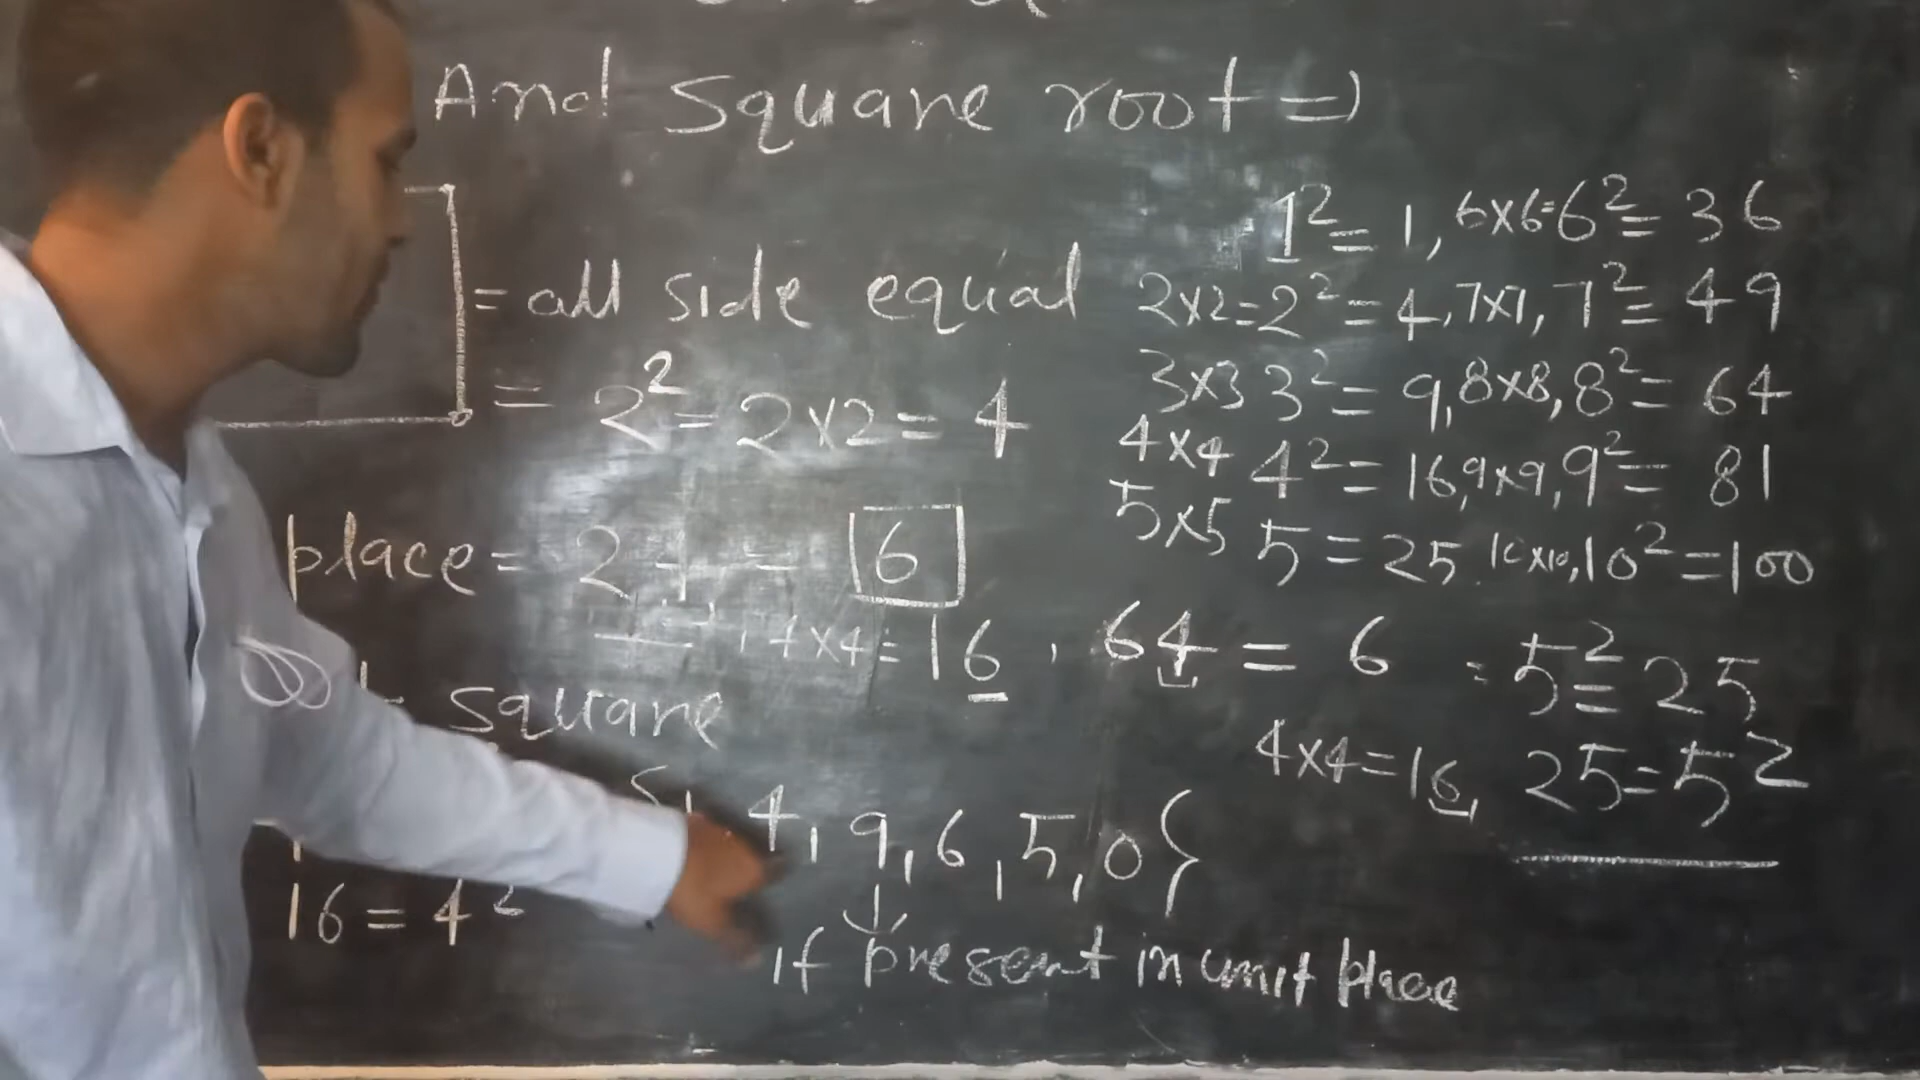 And Square root =)
1² = 1, 6x6=6² = 36
= all side equal
2x2=2² = 4, 7x7, 7² = 49
= 2² = 2x2 = 4
3x3 3² = 9, 8x8, 8² = 64
4x4 4² = 16, 9x9, 9² = 81
5x5 5 = 25 10x10, 10² = 100
place = 2 = 6
4x4 = 16, 64 = 6
= 5² = 25
square
4x4 = 16, 25 = 5²
4, 9, 6, 5, 0 }
16 = 4²
if present in unit place